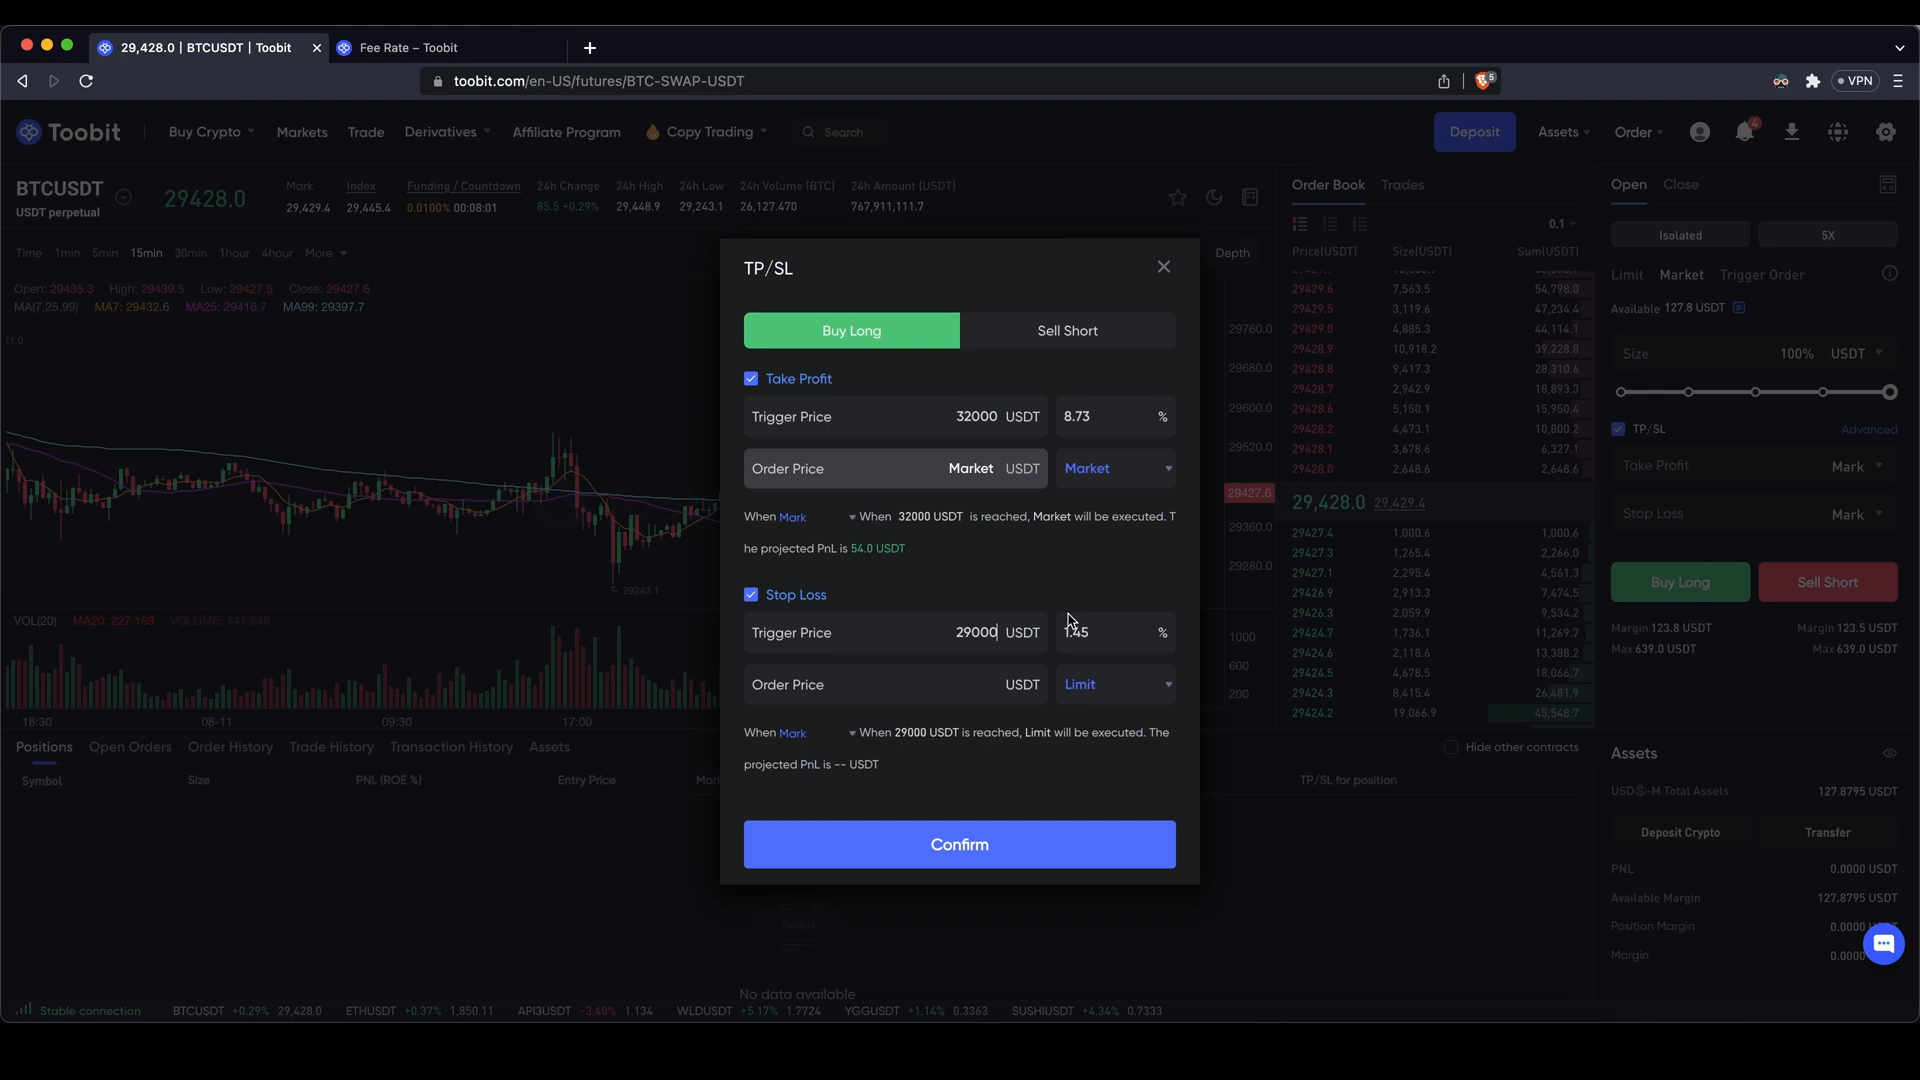 29,428.0 | BTCUSDT | Toobit
Fee Rate – Toobit
toobit.com/en-US/futures/BTC-SWAP-USDT
5
VPN
Toobit
Buy Crypto
Markets
Trade
Derivatives
Affiliate Program
Copy Trading
Search
Deposit
Assets
Order
4
BTCUSDT
USDT perpetual
29428.0
Mark
29,429.4
Index
29,445.4
Funding / Countdown
0.0100% 00:08:01
24h Change
85.5 +0.29%
24h High
29,448.9
24h Low
29,243.1
24h Volume (BTC)
26,127.470
24h Amount (USDT)
767,911,111.7
Time 1min 5min 15min 30min 1hour 4hour More
Depth
Open: 29435.3 High: 29439.5 Low: 29427.5 Close: 29427.6
MA(7,25,99) MA7: 29432.6 MA25: 29416.7 MA99: 29397.7
29243.1
VOL(20) MA20: 227.163 VOLUME: 141.548
18:30 08-11 09:30 17:00
29760.0
29680.0
29600.0
29520.0
29427.6
29360.0
29280.0
1000
600
200
TP/SL
Buy Long
Sell Short
Take Profit
Trigger Price 32000 USDT 8.73 %
Order Price Market USDT Market
When Mark When 32000 USDT is reached, Market will be executed. T
he projected PnL is 54.0 USDT
Stop Loss
Trigger Price 29000 USDT 1.45 %
Order Price USDT Limit
When Mark When 29000 USDT is reached, Limit will be executed. The
projected PnL is -- USDT
Confirm
Order Book Trades
0.1
Price(USDT) Size(USDT) Sum(USDT)
29429.6 7,563.5 54,798.0
29429.5 3,119.6 47,234.4
29429.0 4,885.3 44,114.1
29428.9 10,918.2 39,228.8
29428.8 9,417.3 28,310.6
29428.7 2,942.9 18,893.3
29428.6 5,150.1 15,950.4
29428.2 4,473.1 10,800.2
29428.1 3,678.6 6,327.1
29428.0 2,648.6 2,648.6
29,428.0 29,429.4
29427.4 1,000.6 1,000.6
29427.3 1,265.4 2,266.0
29427.1 2,295.4 4,561.3
29426.9 2,913.3 7,474.5
29426.3 2,059.9 9,534.2
29424.7 1,736.1 11,269.7
29424.6 2,118.6 13,388.2
29424.5 4,678.5 18,066.7
29424.3 8,415.4 26,481.9
29424.2 19,066.9 45,548.7
Open Close
Isolated
5X
Limit Market Trigger Order
Available 127.8 USDT
Size 100% USDT
TP/SL Advanced
Take Profit Mark
Stop Loss Mark
Buy Long
Sell Short
Margin 123.8 USDT Margin 123.5 USDT
Max 639.0 USDT Max 639.0 USDT
Positions Open Orders Order History Trade History Transaction History Assets
Hide other contracts
Symbol Size PNL (ROE %) Entry Price
TP/SL for position
No data available
Assets
USDⓈ-M Total Assets 127.8795 USDT
Deposit Crypto
Transfer
PNL 0.0000 USDT
Available Margin 127.8795 USDT
Position Margin 0.0000
Margin 0.0000
Stable connection BTCUSDT +0.29% 29,428.0 ETHUSDT +0.37% 1,850.11 API3USDT -3.40% 1.134 WLDUSDT +5.17% 1.7724 YGGUSDT +1.14% 0.3363 SUSHIUSDT +4.34% 0.7333